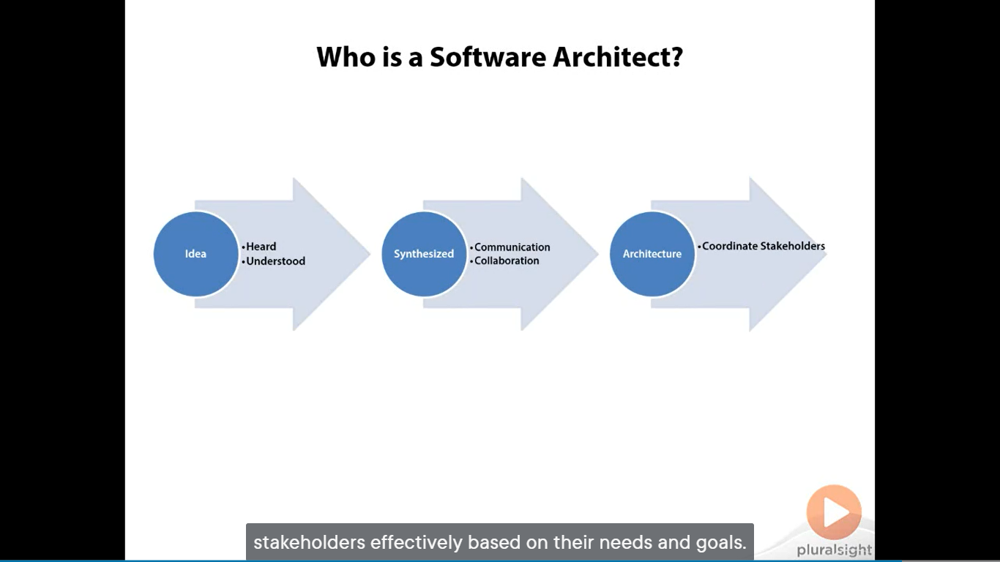 Who is a Software Architect?
Idea
•Heard
•Understood
Synthesized
•Communication
•Collaboration
Architecture
•Coordinate Stakeholders
pluralsight
stakeholders effectively based on their needs and goals.